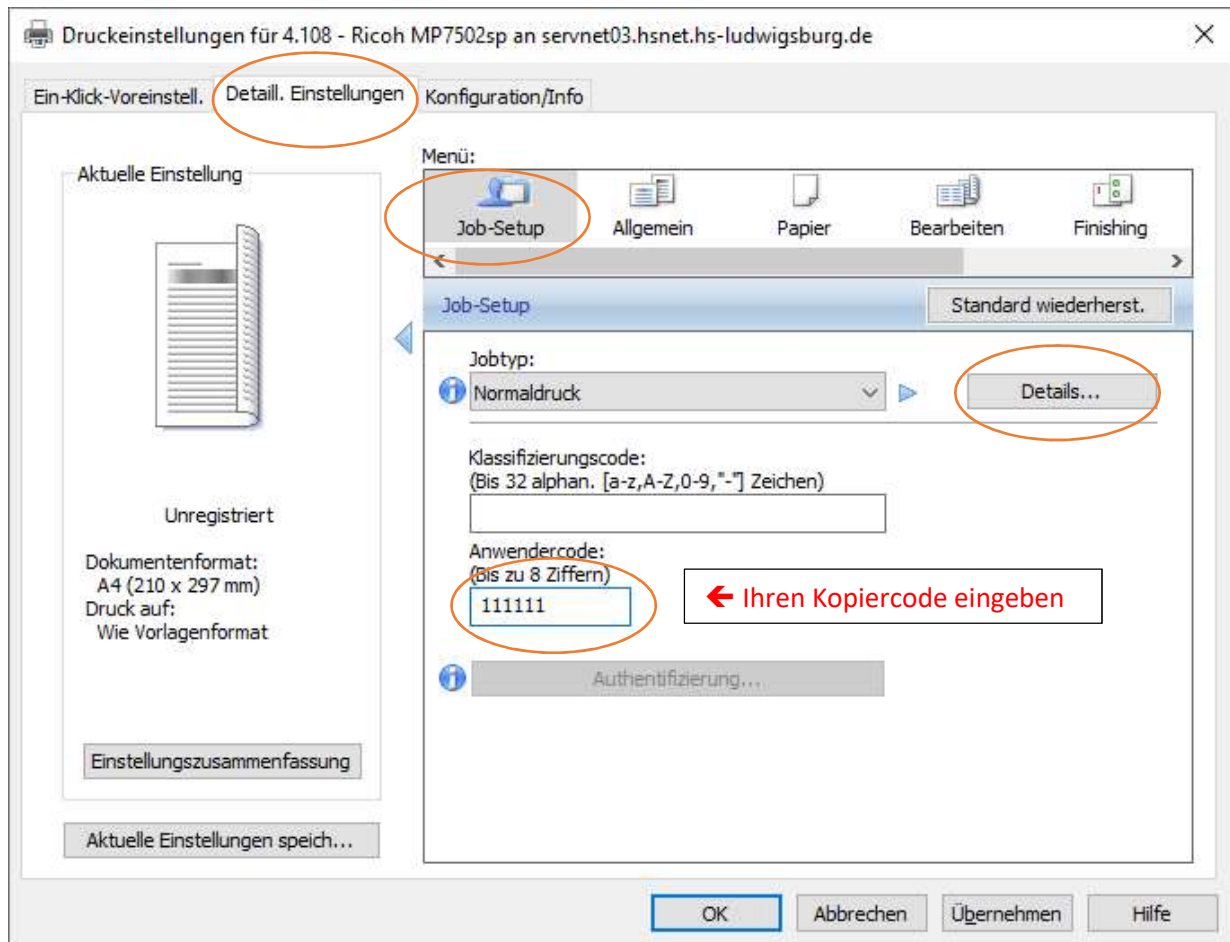 Druckeinstellungen für 4.108 - Ricoh MP7502sp an servnet03.hsnet.hs-ludwigsburg.de
Ein-Klick-Voreinstell. Detaill. Einstellungen Konfiguration/Info
Aktuelle Einstellung
Unregistriert
Dokumentenformat:
A4 (210 x 297 mm)
Druck auf:
Wie Vorlagenformat
Einstellungszusammenfassung
Aktuelle Einstellungen speich...
Menü:
Job-Setup Allgemein Papier Bearbeiten Finishing
Job-Setup Standard wiederherst.
Jobtyp:
Normaldruck Details...
Klassifizierungscode:
(Bis 32 alphan. [a-z,A-Z,0-9,"-"] Zeichen)
Anwendercode:
(Bis zu 8 Ziffern)
111111 ← Ihren Kopiercode eingeben
Authentifizierung...
OK Abbrechen Übernehmen Hilfe